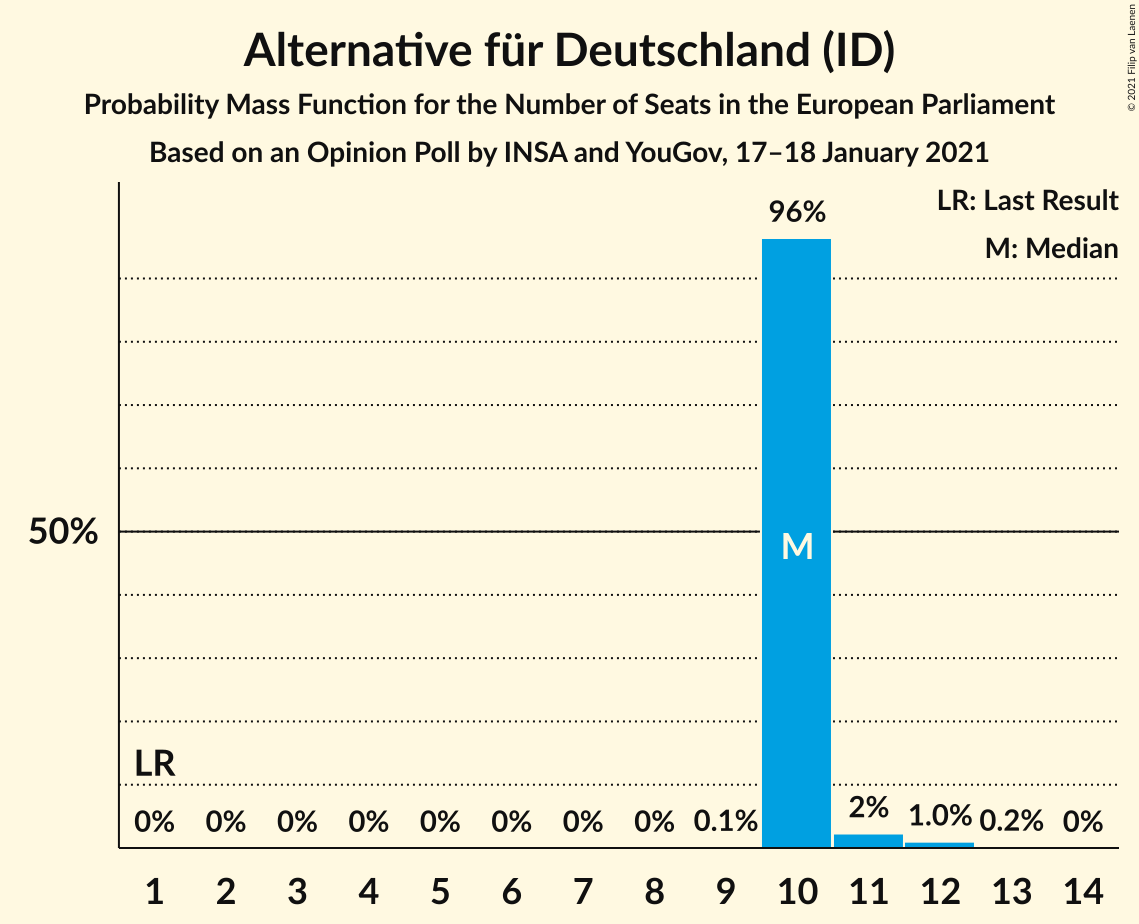 Alternative für Deutschland (ID)
Probability Mass Function for the Number of Seats in the European Parliament
Based on an Opinion Poll by INSA and YouGov, 17–18 January 2021
© 2021 Filip van Laenen
LR: Last Result
M: Median
96%
50%
M
LR
0% 0% 0% 0% 0% 0% 0% 0% 0.1% 2% 1.0% 0.2% 0%
1 2 3 4 5 6 7 8 9 10 11 12 13 14